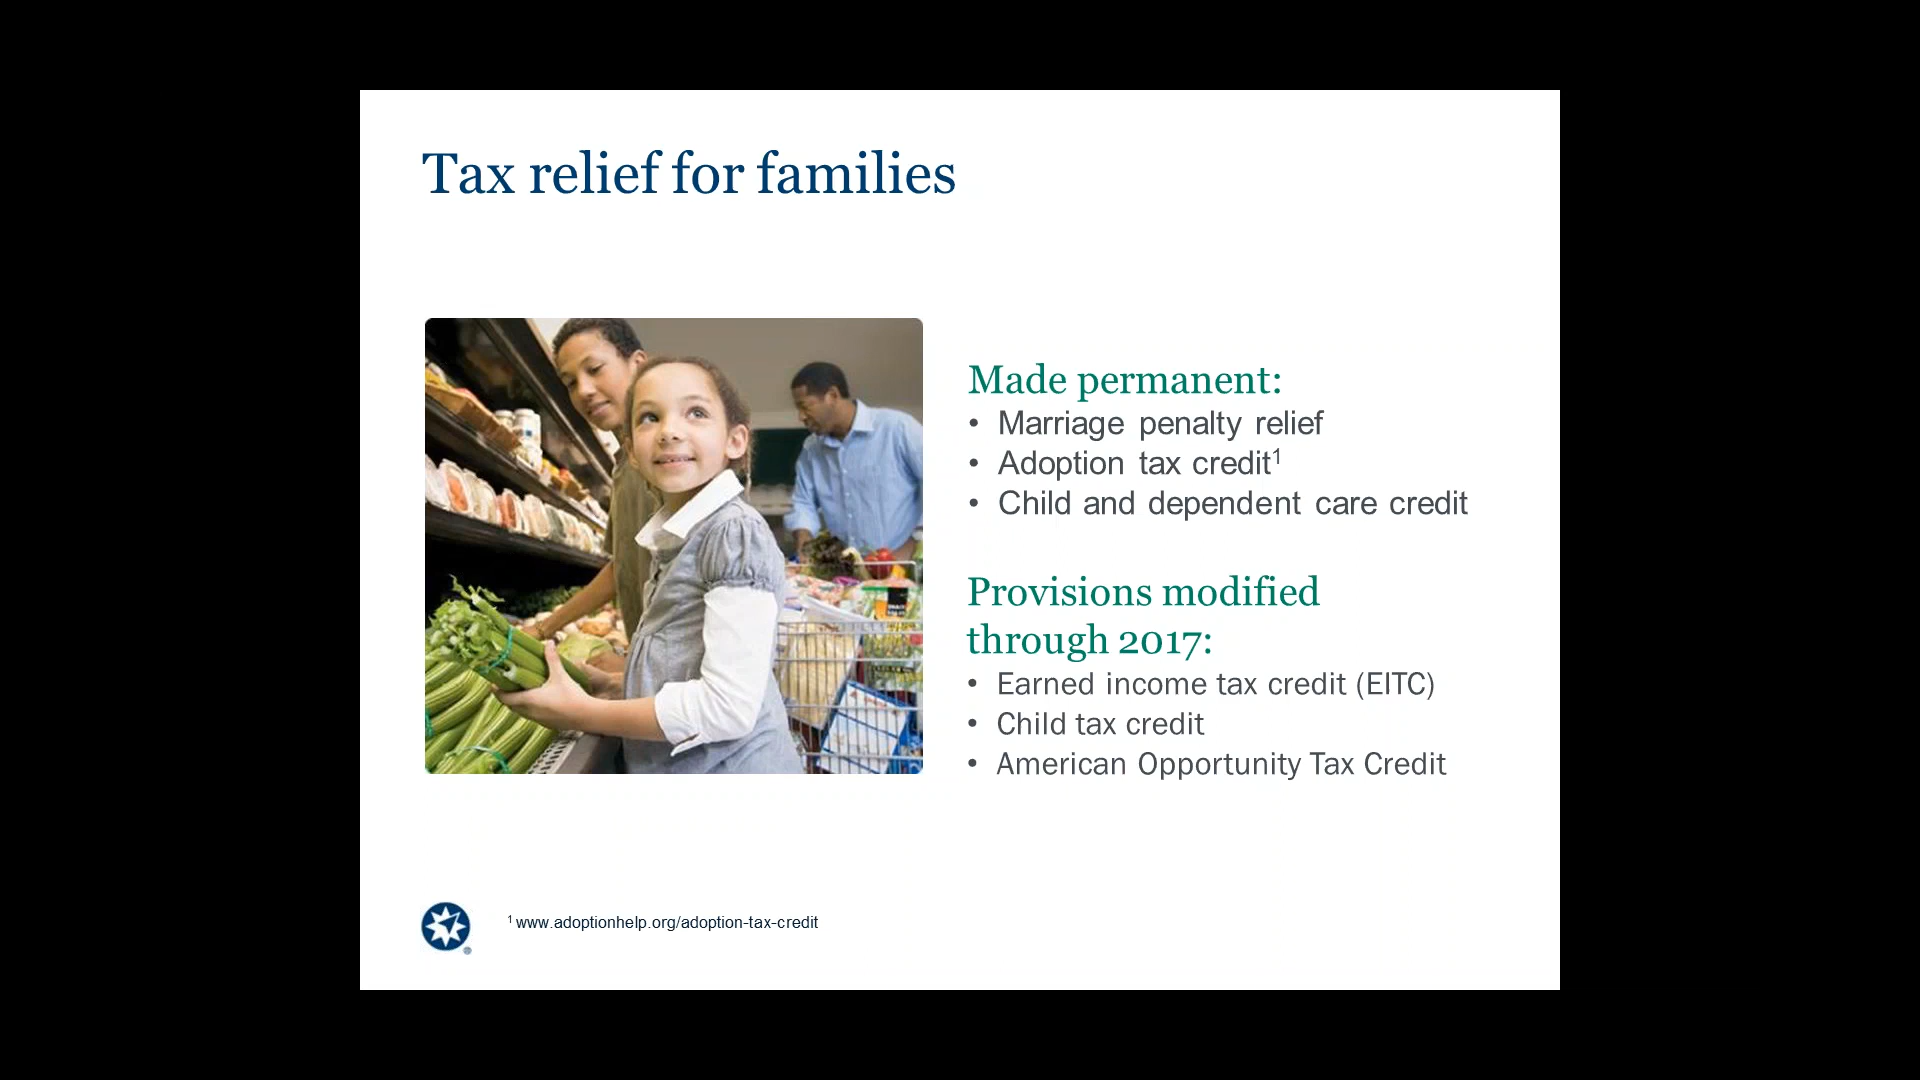 Tax relief for families
Made permanent:
• Marriage penalty relief
• Adoption tax credit¹
• Child and dependent care credit
Provisions modified
through 2017:
• Earned income tax credit (EITC)
• Child tax credit
• American Opportunity Tax Credit
¹ www.adoptionhelp.org/adoption-tax-credit
®